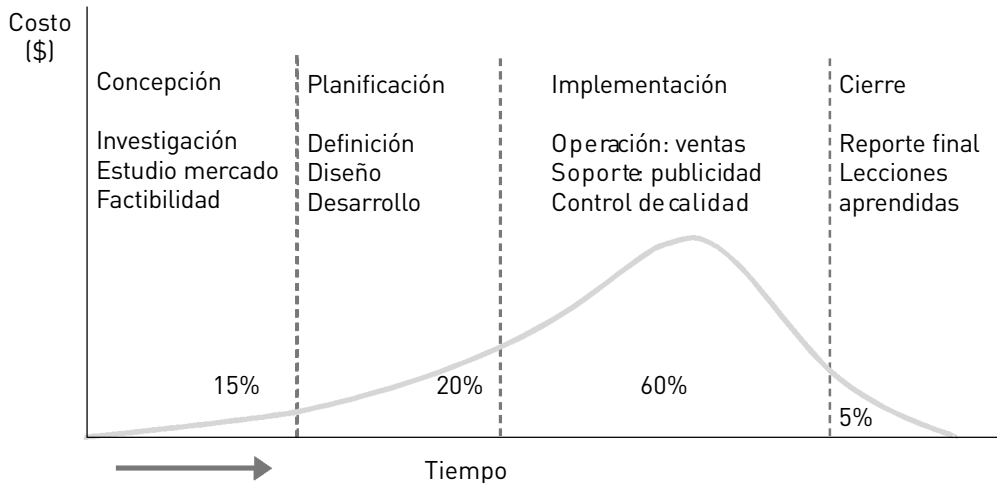 Costo
($)
Concepción
Investigación
Estudio mercado
Factibilidad
Planificación
Definición
Diseño
Desarrollo
Implementación
Operación: ventas
Soporte: publicidad
Control de calidad
Cierre
Reporte final
Lecciones
aprendidas
15%
20%
60%
5%
Tiempo